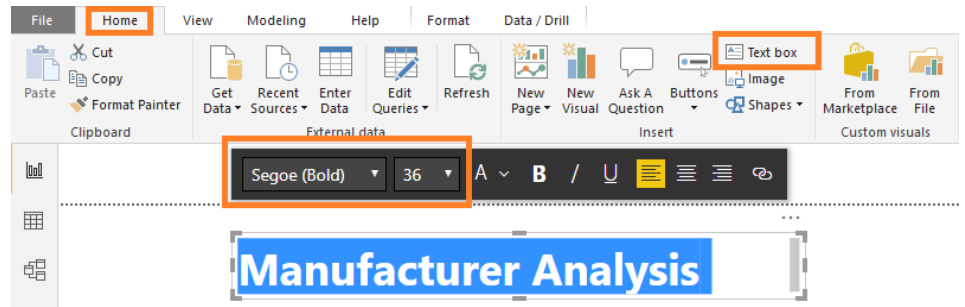 File Home View Modeling Help Format Data / Drill
Paste
Cut
Copy
Format Painter
Clipboard
Get Data
Recent Sources
Enter Data
Edit Queries
Refresh
External data
New Page
New Visual
Ask A Question
Buttons
Text box
Image
Shapes
Insert
From Marketplace
From File
Custom visuals
Segoe (Bold) 36 A B I U
Manufacturer Analysis